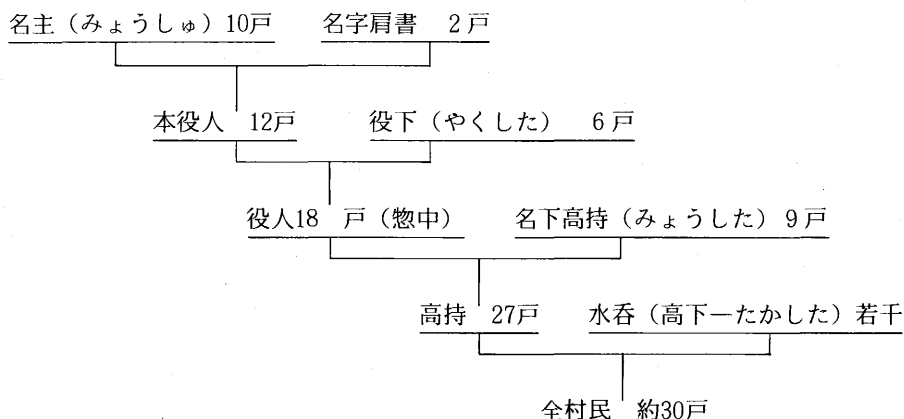 名主（みょうしゅ）10戸　名字肩書　2戸
本役人　12戸　役下（やくした）　6戸
役人18　戸（惣中）　名下高持（みょうした）9戸
高持　27戸　水呑（高下—たかした）若干
全村民　約30戸